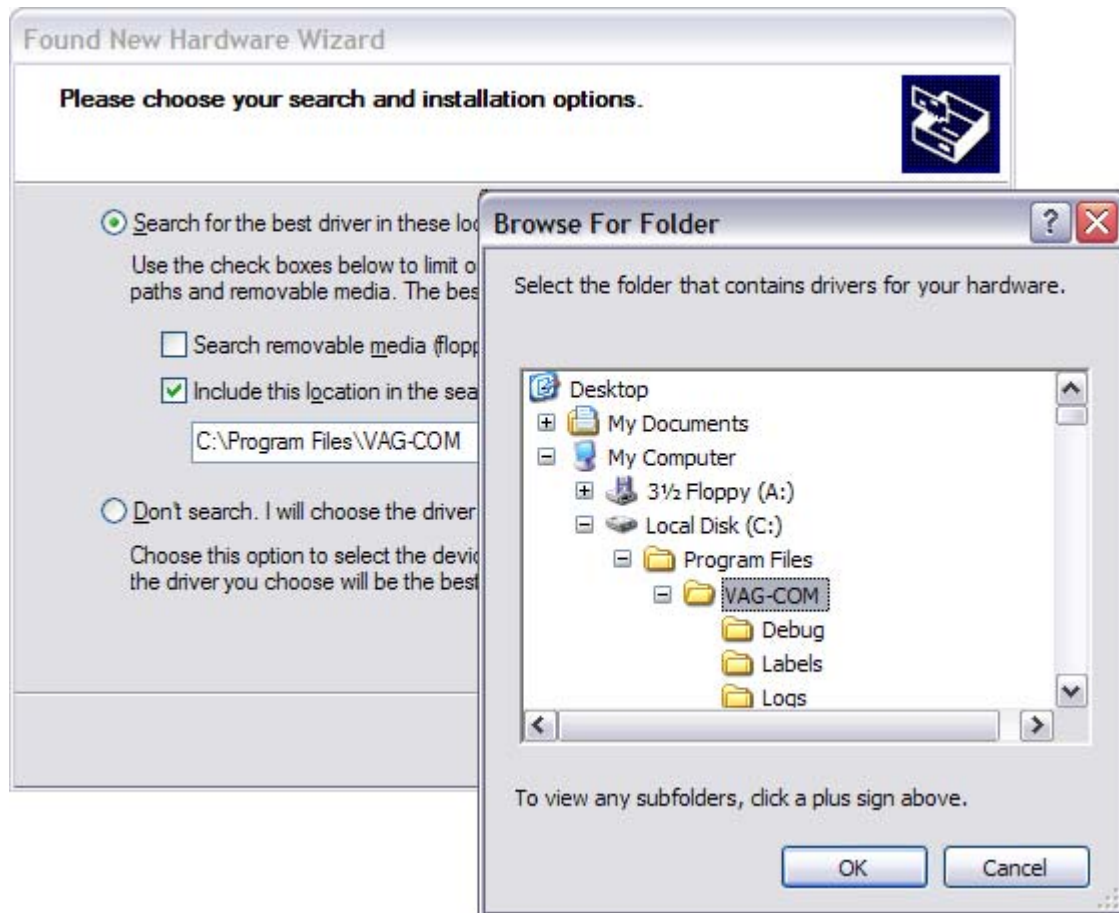 Found New Hardware Wizard
Please choose your search and installation options.
Search for the best driver in these loc
Use the check boxes below to limit o
paths and removable media. The bes
Search removable media (flopp
Include this location in the sea
C:\Program Files\VAG-COM
Don't search. I will choose the driver
Choose this option to select the devic
the driver you choose will be the best
Browse For Folder
Select the folder that contains drivers for your hardware.
Desktop
My Documents
My Computer
3½ Floppy (A:)
Local Disk (C:)
Program Files
VAG-COM
Debug
Labels
Logs
To view any subfolders, click a plus sign above.
OK
Cancel